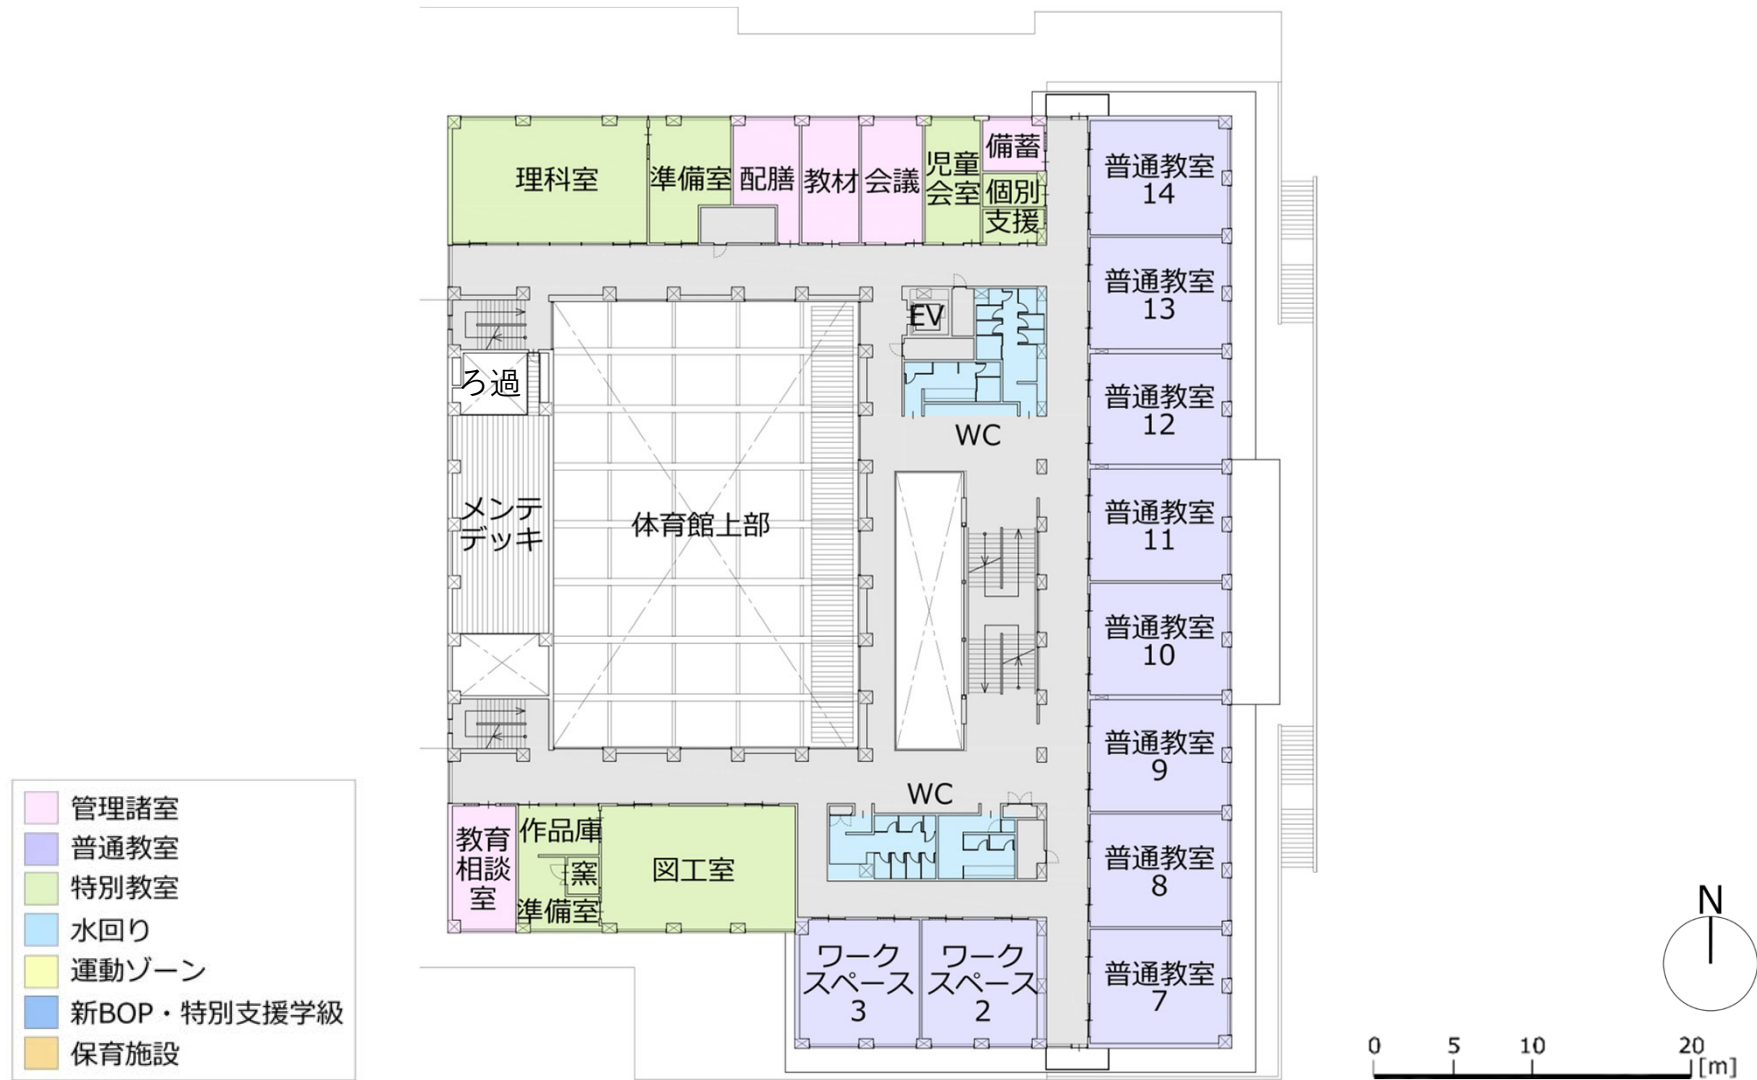 理科室
準備室
配膳
教材
会議
児童
会室
備蓄
個別
支援
普通教室
14
普通教室
13
EV
ろ過
普通教室
12
WC
メンテ
デッキ
体育館上部
普通教室
11
普通教室
10
普通教室
9
WC
教育
相談
室
作品庫
窯
準備室
図工室
普通教室
8
ワーク
スペース
3
ワーク
スペース
2
普通教室
7
管理諸室
普通教室
特別教室
水回り
運動ゾーン
新BOP・特別支援学級
保育施設
N
0 5 10 20
[m]